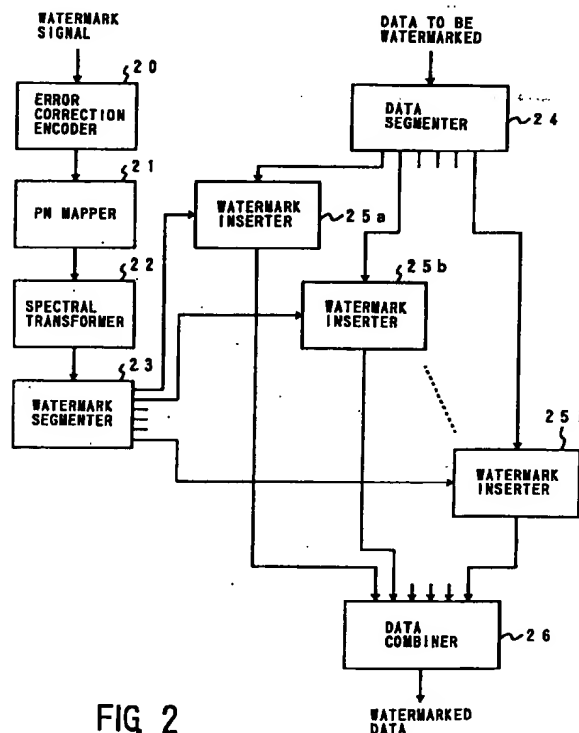 WATERMARK
SIGNAL
20
ERROR
CORRECTION
ENCODER
21
PN MAPPER
22
SPECTRAL
TRANSFORMER
23
WATERMARK
SEGMENTER
DATA TO BE
WATERMARKED
DATA
SEGMENTER
24
WATERMARK
INSERTER
25a
25b
WATERMARK
INSERTER
25
WATERMARK
INSERTER
DATA
COMBINER
26
WATERMARKED
DATA
FIG 2